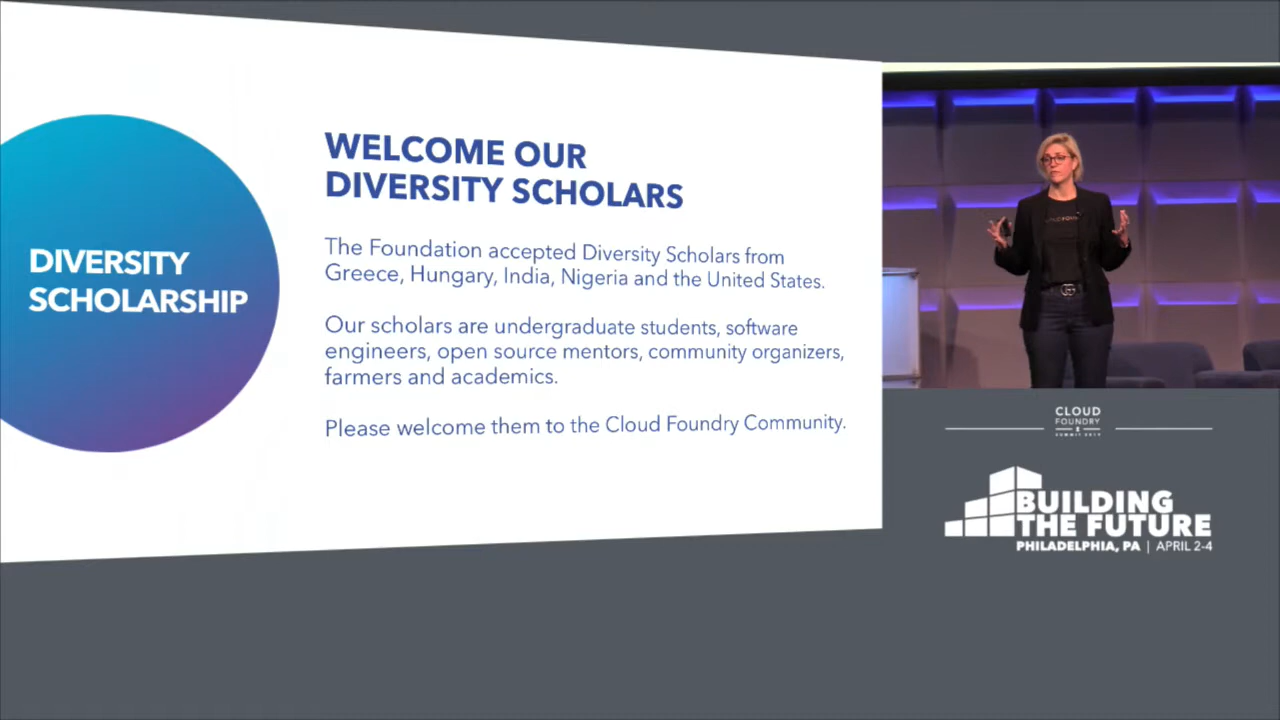 DIVERSITY
SCHOLARSHIP
WELCOME OUR
DIVERSITY SCHOLARS
The Foundation accepted Diversity Scholars from
Greece, Hungary, India, Nigeria and the United States.
Our scholars are undergraduate students, software
engineers, open source mentors, community organizers,
farmers and academics.
Please welcome them to the Cloud Foundry Community.
CLOUD
FOUNDRY
SUMMIT 2019
BUILDING
THE FUTURE
PHILADELPHIA, PA | APRIL 2-4